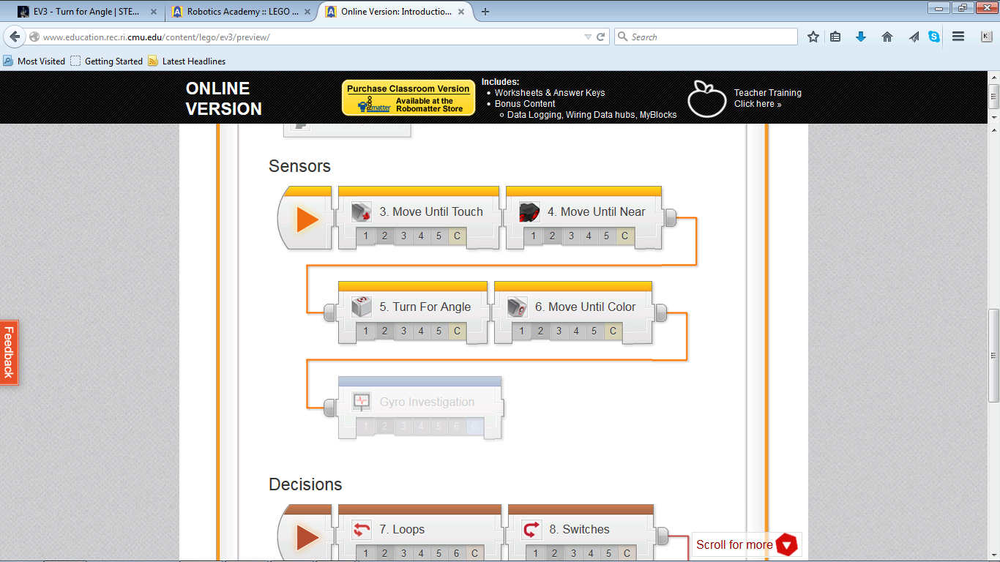 EV3 - Turn for Angle | STE...
Robotics Academy :: LEGO ...
Online Version: Introductio...
www.education.rec.ri.cmu.edu/content/lego/ev3/preview/
Search
Most Visited
Getting Started
Latest Headlines
ONLINE
VERSION
Purchase Classroom Version
Available at the
Robomatter Store
Includes:
• Worksheets & Answer Keys
• Bonus Content
○ Data Logging, Wiring Data hubs, MyBlocks
Teacher Training
Click here »
Sensors
3. Move Until Touch
1 2 3 4 5 C
4. Move Until Near
1 2 3 4 5 C
5. Turn For Angle
1 2 3 4 5 C
6. Move Until Color
1 2 3 4 5 C
Gyro Investigation
1 2 3 4 5 6 C
Feedback
Decisions
7. Loops
1 2 3 4 5 6 C
8. Switches
1 2 3 4 5 C
Scroll for more